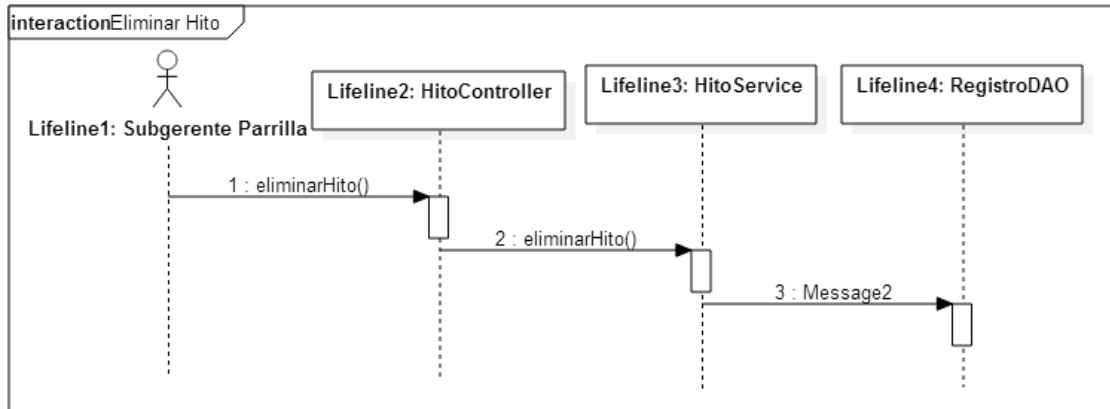 interactionEliminar Hito
Lifeline1: Subgerente Parrilla
Lifeline2: HitoController
Lifeline3: HitoService
Lifeline4: RegistroDAO
1 : eliminarHito()
2 : eliminarHito()
3 : Message2